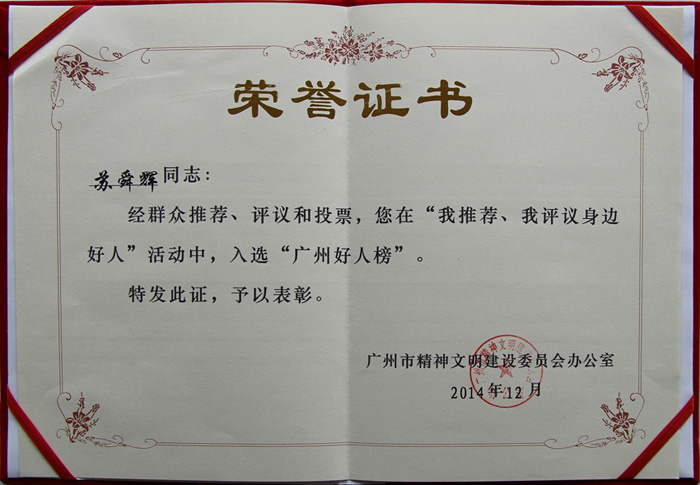 荣誉证书
苏舜辉同志：
经群众推荐、评议和投票，您在“我推荐、我评议身边
好人”活动中，入选“广州好人榜”。
特发此证，予以表彰。
广州市精神文明建设委员会办公室
2014年12月